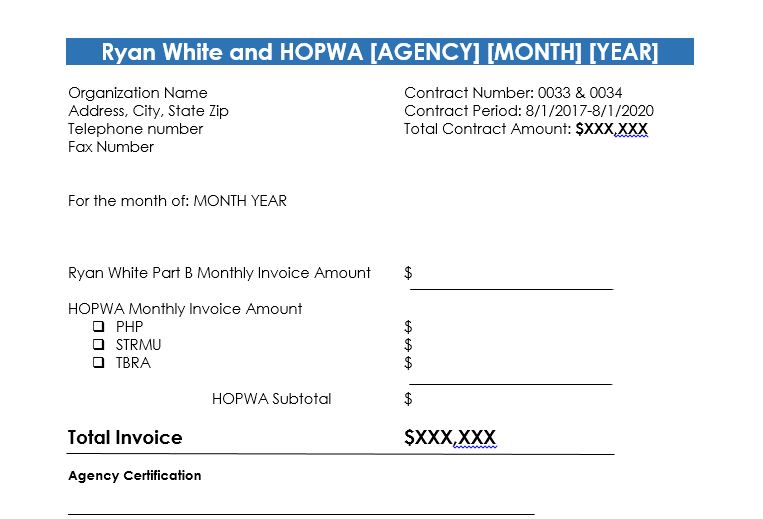 Ryan White and HOPWA [AGENCY] [MONTH] [YEAR]
Organization Name Contract Number: 0033 & 0034
Address, City, State Zip Contract Period: 8/1/2017-8/1/2020
Telephone number Total Contract Amount: $XXX,XXX
Fax Number
For the month of: MONTH YEAR
Ryan White Part B Monthly Invoice Amount $
HOPWA Monthly Invoice Amount
❑ PHP $
❑ STRMU $
❑ TBRA $
HOPWA Subtotal $
Total Invoice $XXX,XXX
Agency Certification